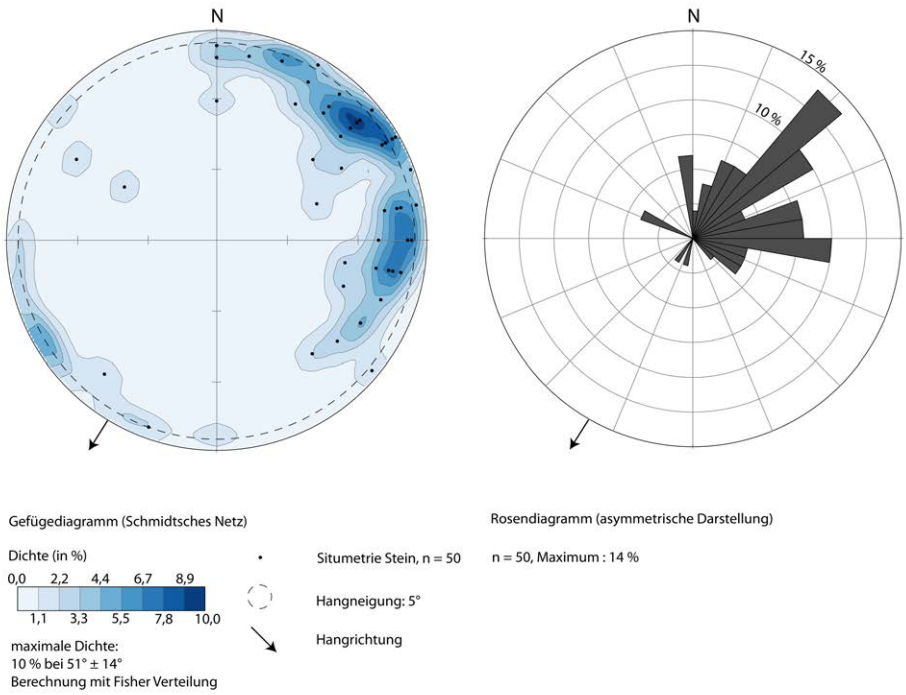 N
N
15 %
10 %
Gefügediagramm (Schmidtsches Netz)
Rosendiagramm (asymmetrische Darstellung)
Dichte (in %)
0,0 2,2 4,4 6,7 8,9
1,1 3,3 5,5 7,8 10,0
maximale Dichte:
10 % bei 51° ± 14°
Berechnung mit Fisher Verteilung
Situmetrie Stein, n = 50
Hangneigung: 5°
Hangrichtung
n = 50, Maximum : 14 %